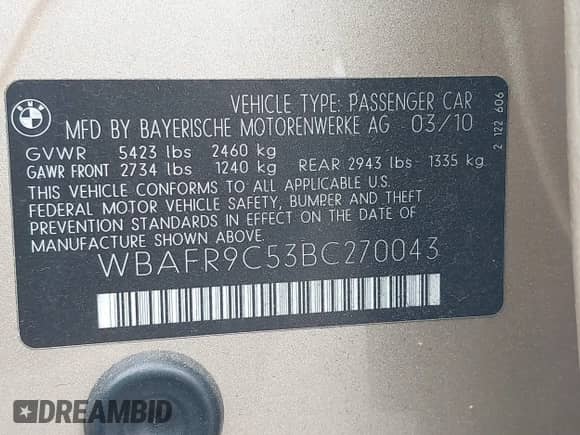 BMW
VEHICLE TYPE: PASSENGER CAR
MFD BY BAYERISCHE MOTORENWERKE AG 03/10
GVWR 5423 lbs 2460 kg
GAWR FRONT 2734 lbs 1240 kg REAR 2943 lbs 1335 kg
THIS VEHICLE CONFORMS TO ALL APPLICABLE U.S.
FEDERAL MOTOR VEHICLE SAFETY, BUMPER AND THEFT
PREVENTION STANDARDS IN EFFECT ON THE DATE OF
MANUFACTURE SHOWN ABOVE.
WBAFR9C53BC270043
2 122 606
DREAMBID